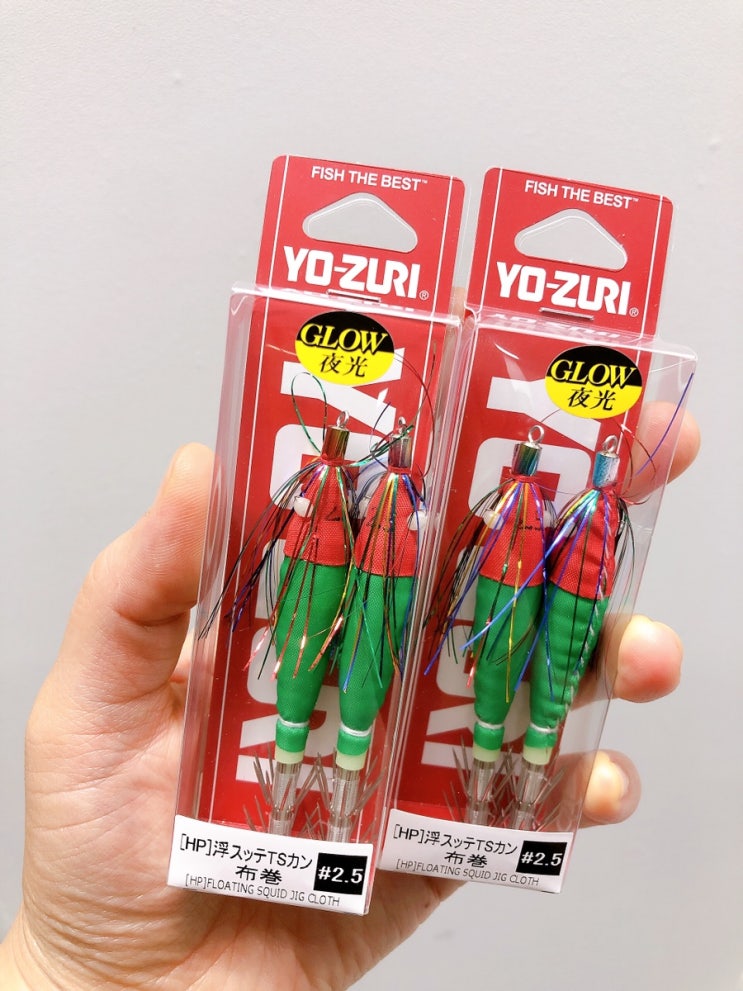 FISH THE BEST™
YO-ZURI®
GLOW
夜光
[HP]浮スッテTSカン
布巻
#2.5
[HP]FLOATING SQUID JIG CLOTH
FISH THE BEST™
YO-ZURI®
GLOW
夜光
[HP]浮スッテTSカン
布巻
#2.5
[HP]FLOATING SQUID JIG CLOTH